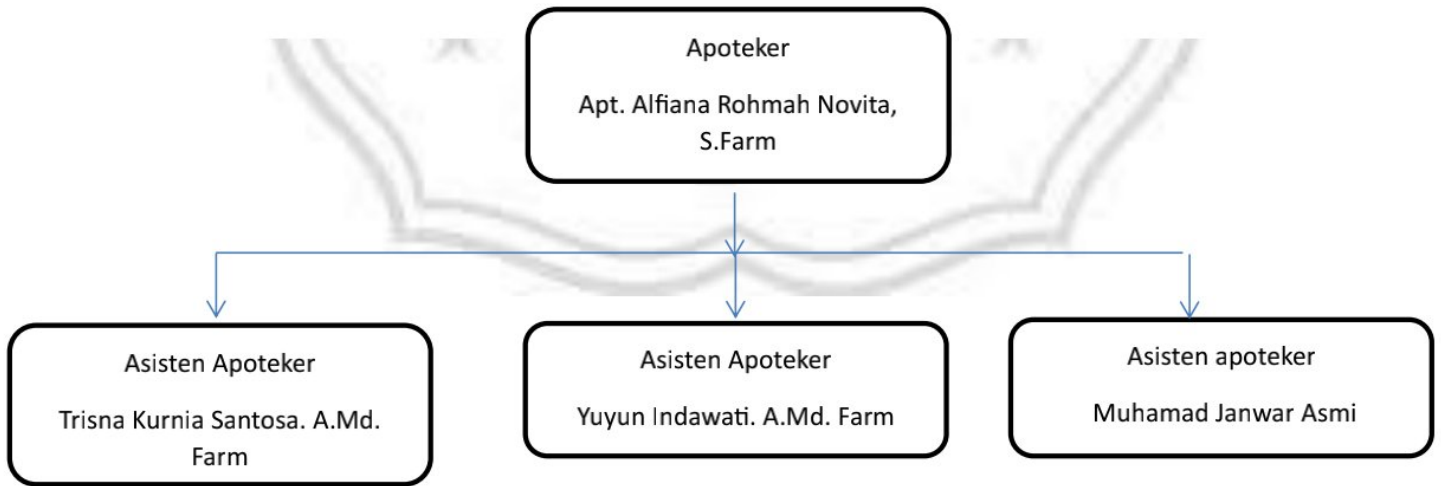 Apoteker
Apt. Alfiana Rohmah Novita,
S.Farm
Asisten Apoteker
Trisna Kurnia Santosa. A.Md.
Farm
Asisten Apoteker
Yuyun Indawati. A.Md. Farm
Asisten apoteker
Muhamad Janwar Asmi